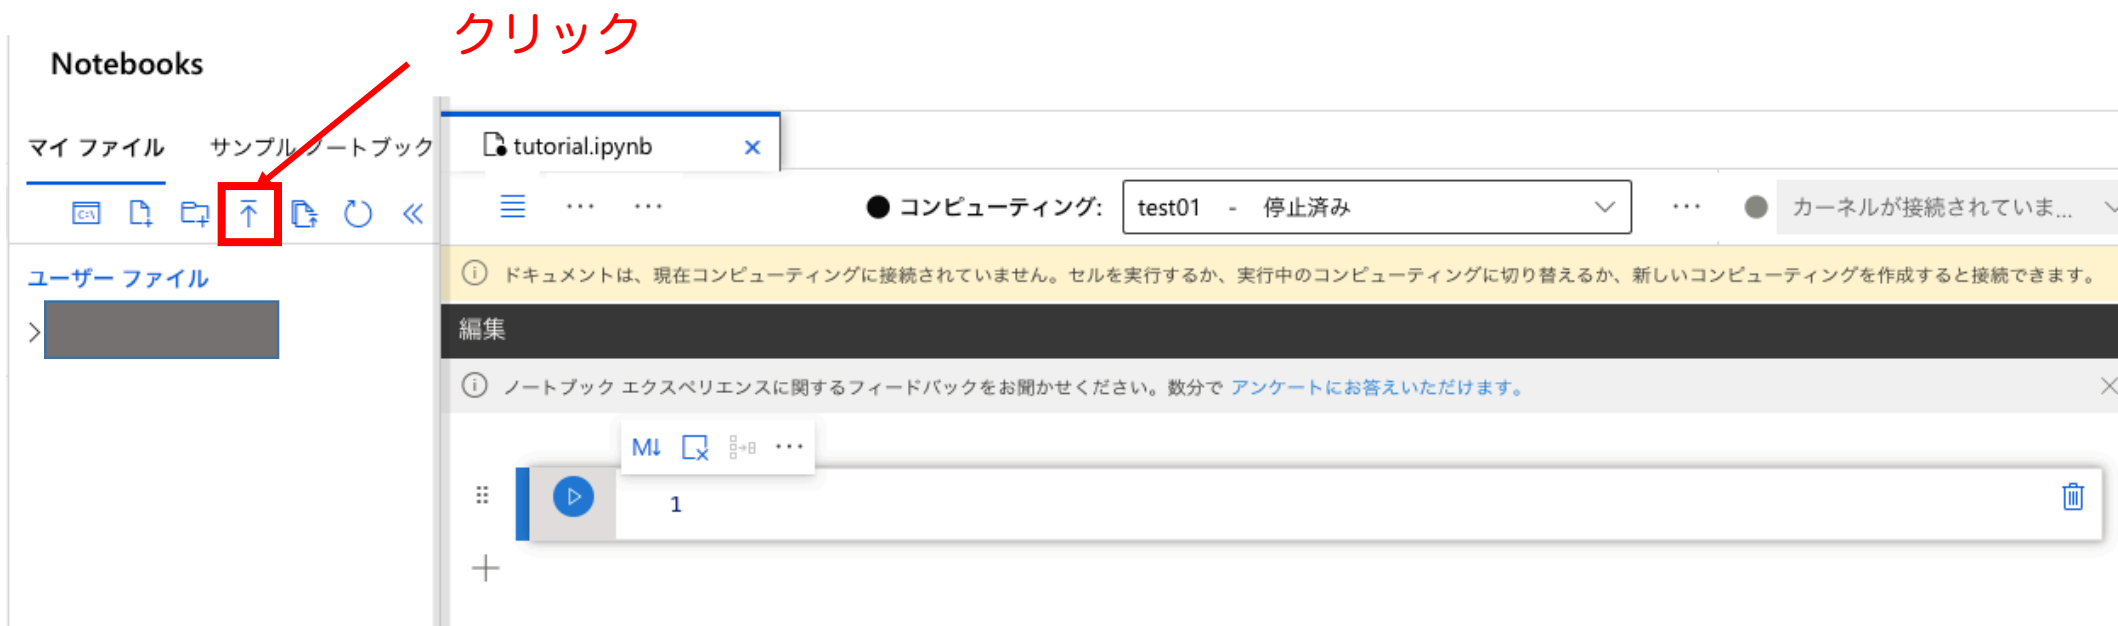 クリック
Notebooks
マイ ファイル サンプル ノートブック
tutorial.ipynb
コンピューティング: test01 - 停止済み
カーネルが接続されていま...
ユーザー ファイル
ドキュメントは、現在コンピューティングに接続されていません。セルを実行するか、実行中のコンピューティングに切り替えるか、新しいコンピューティングを作成すると接続できます。
編集
ノートブック エクスペリエンスに関するフィードバックをお聞かせください。数分で アンケートにお答えいただけます。
M↓
1